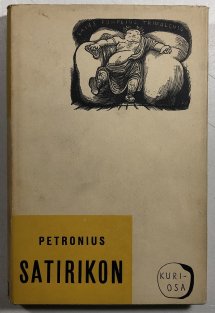 PETRONIUS
SATIRIKON
KURI-
OSA